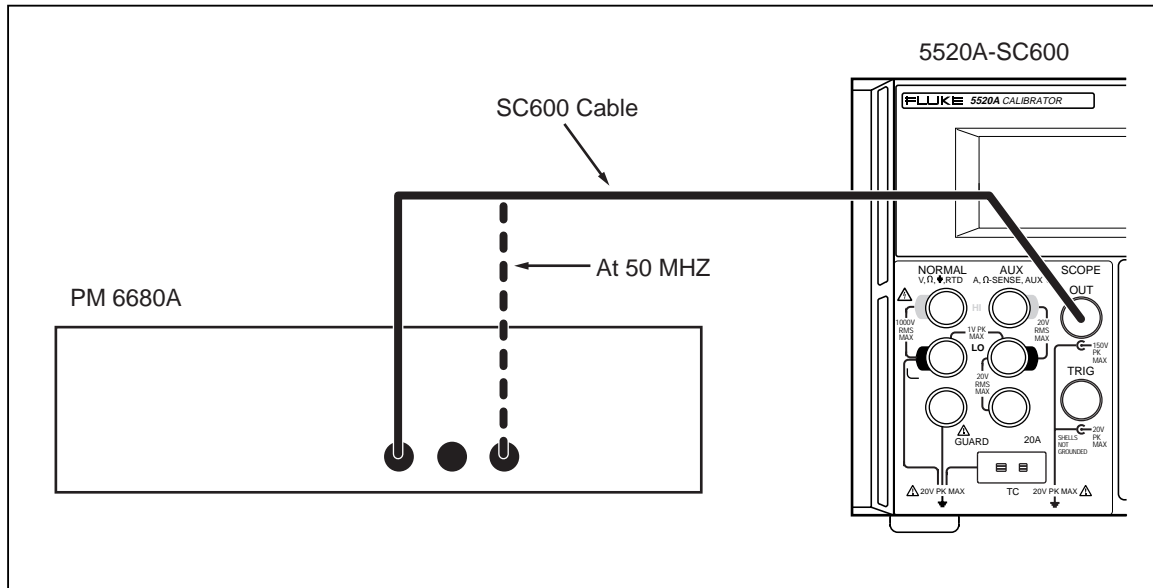 5520A-SC600
FLUKE 5520A CALIBRATOR
SC600 Cable
At 50 MHZ
PM 6680A
NORMAL
V, Ω, ,RTD
AUX
A, Ω-SENSE, AUX
SCOPE
OUT
HI
1000V
RMS
MAX
1V PK
MAX
LO
20V
RMS
MAX
150V
PK
MAX
20V
RMS
MAX
TRIG
GUARD
20A
SHELLS
NOT
GROUNDED
20V
PK
MAX
20V PK MAX
TC
20V PK MAX